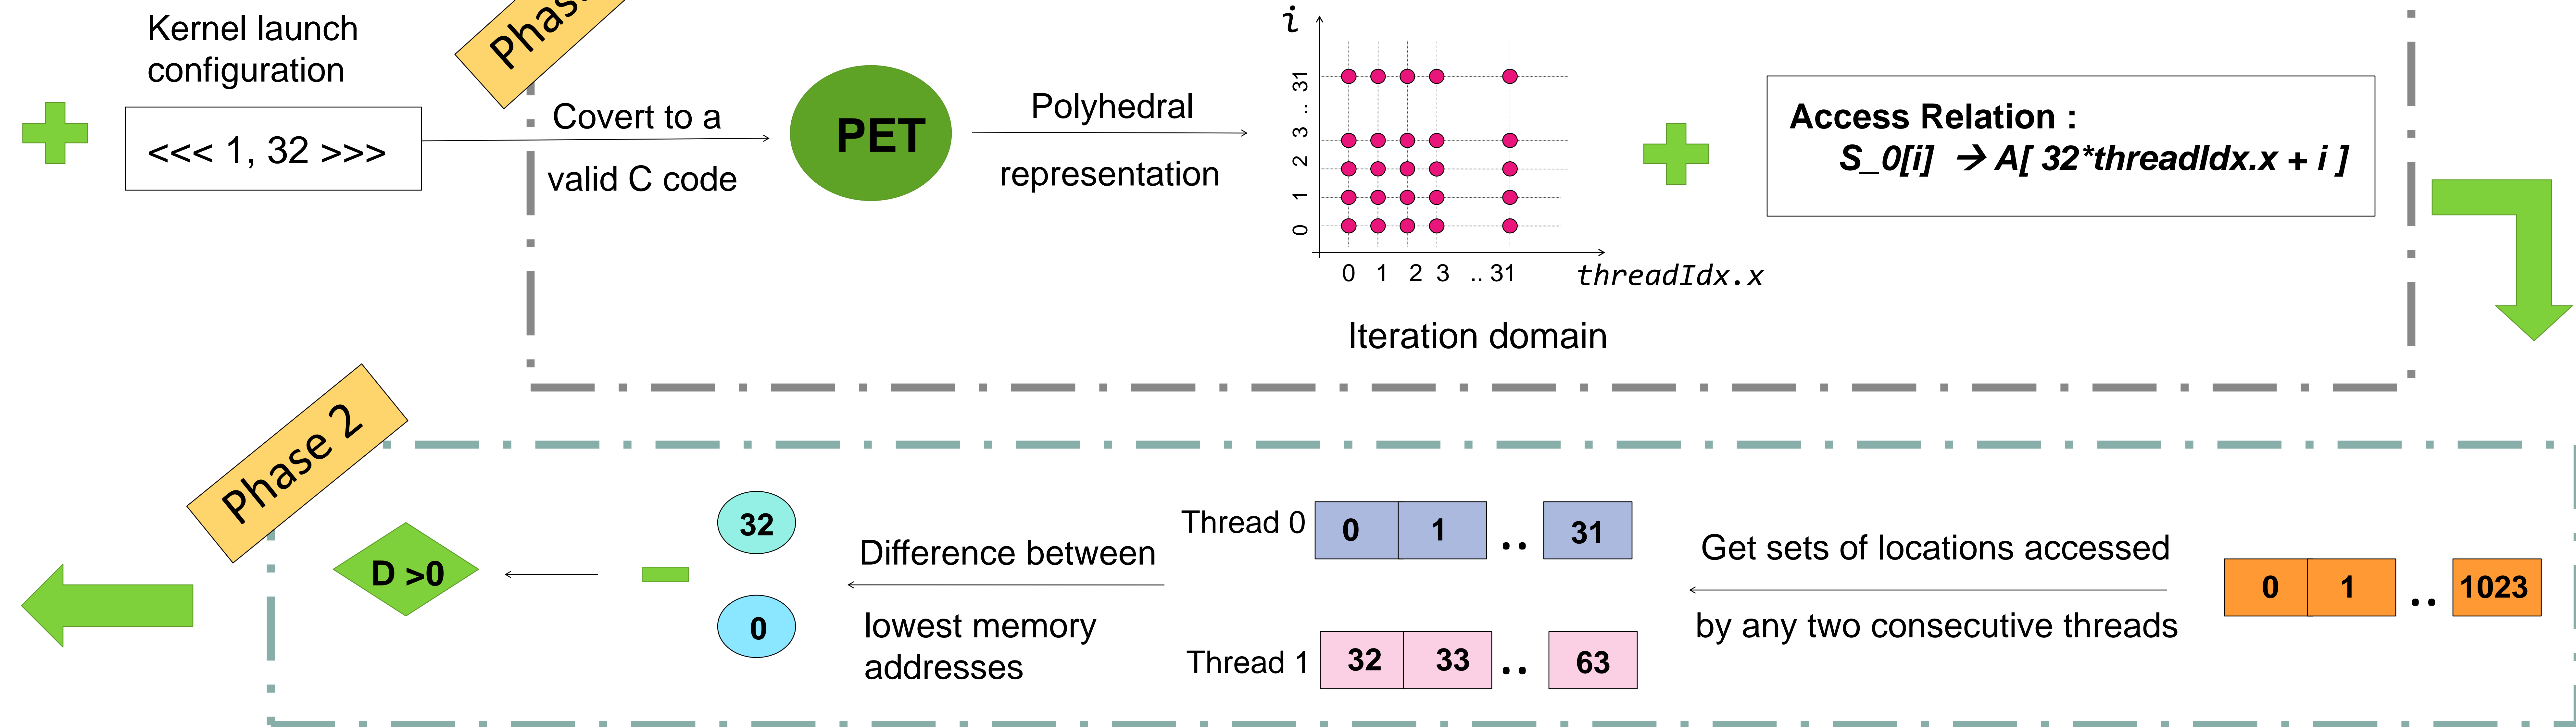 Kernel launch
configuration
<<< 1, 32 >>>
Phase
Covert to a
valid C code
PET
Polyhedral
representation
i
31
..
3
2
1
0
0 1 2 3 .. 31
threadIdx.x
Iteration domain
Access Relation :
S_0[i] → A[ 32*threadIdx.x + i ]
Phase 2
D >0
32
0
Difference between
lowest memory
addresses
Thread 0
0 1 .. 31
Thread 1
32 33 .. 63
Get sets of locations accessed
by any two consecutive threads
0 1 .. 1023